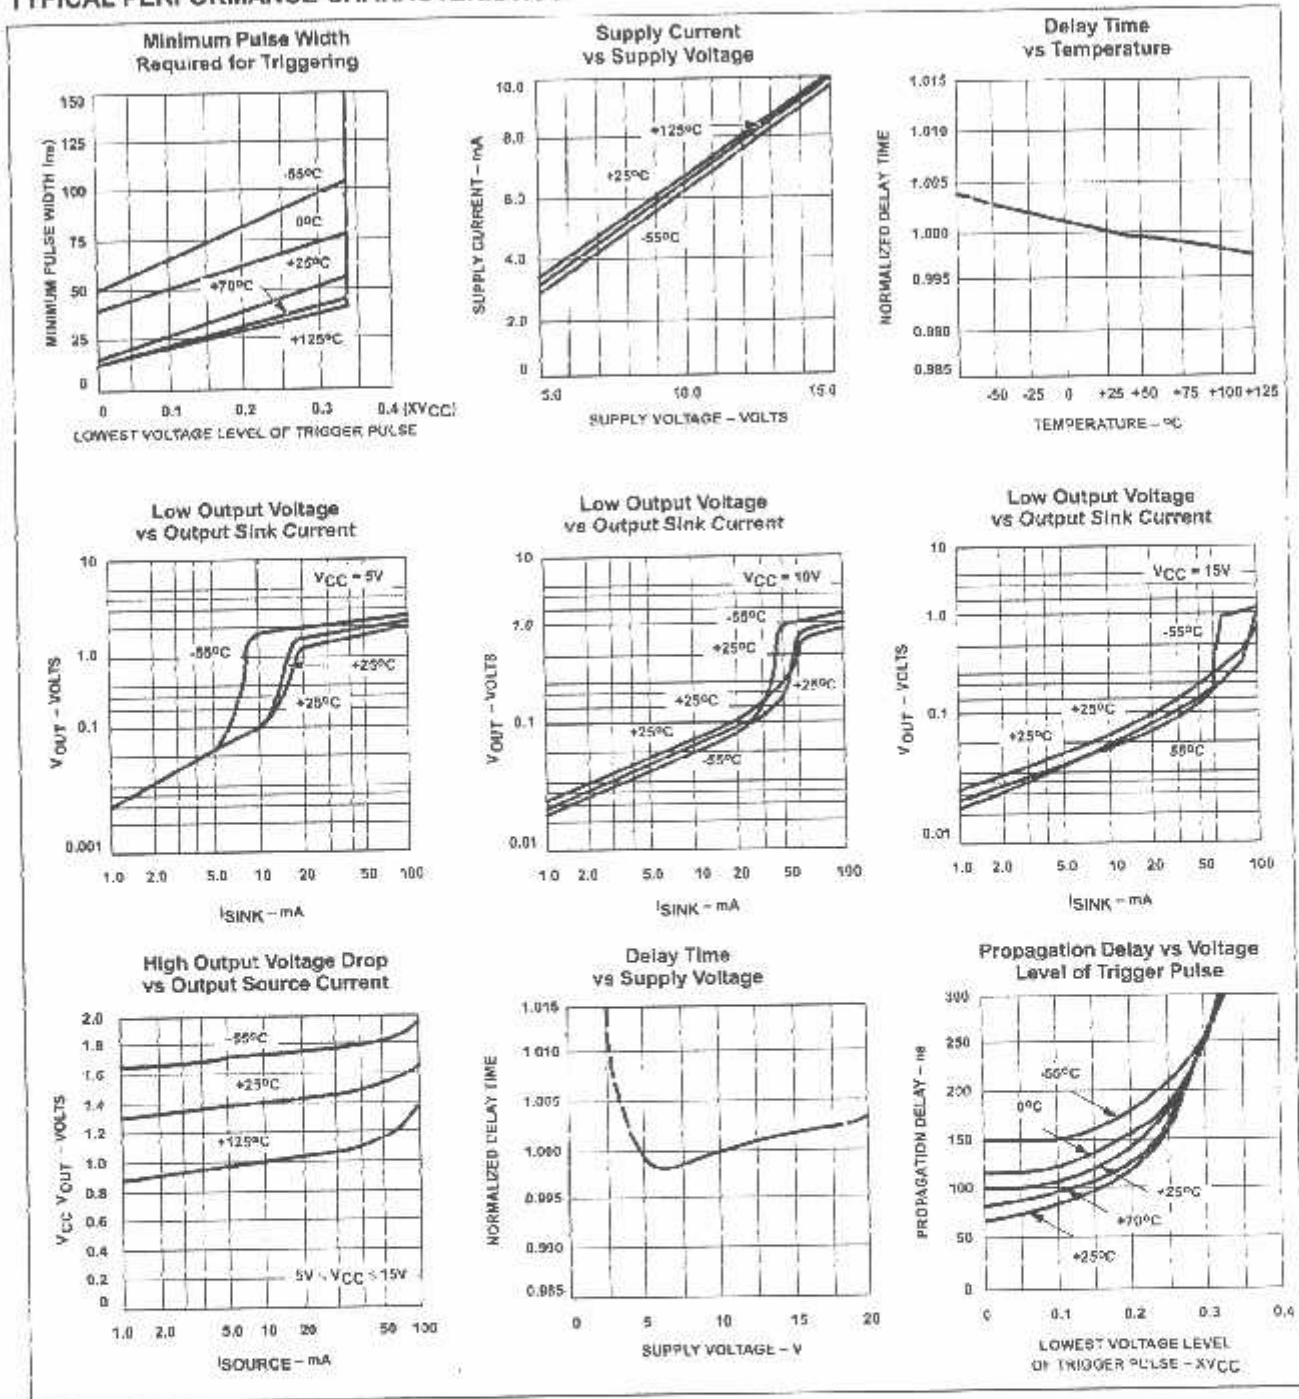 Minimum Pulse Width
Required for Triggering
MINIMUM PULSE WIDTH (ns)
150
125
100
75
50
25
0
-55°C
0°C
+25°C
+70°C
+125°C
0 0.1 0.2 0.3 0.4 (XVCC)
LOWEST VOLTAGE LEVEL OF TRIGGER PULSE
Supply Current
vs Supply Voltage
SUPPLY CURRENT – mA
10.0
8.0
6.0
4.0
2.0
0
+125°C
+25°C
-55°C
5.0 10.0 15.0
SUPPLY VOLTAGE – VOLTS
Delay Time
vs Temperature
NORMALIZED DELAY TIME
1.015
1.010
1.005
1.000
0.995
0.990
0.985
-50 -25 0 +25 +50 +75 +100 +125
TEMPERATURE – °C
Low Output Voltage
vs Output Sink Current
VOUT – VOLTS
10
1.0
0.1
0.001
VCC = 5V
-55°C
+25°C
+25°C
1.0 2.0 5.0 10 20 50 100
ISINK – mA
Low Output Voltage
vs Output Sink Current
VOUT – VOLTS
10
1.0
0.1
0.01
VCC = 10V
-55°C
+25°C
+25°C
+25°C
+25°C
-55°C
1.0 2.0 5.0 10 20 50 100
ISINK – mA
Low Output Voltage
vs Output Sink Current
VOUT – VOLTS
10
1.0
0.1
0.01
VCC = 15V
-55°C
+25°C
+25°C
55°C
1.0 2.0 5.0 10 20 50 100
ISINK – mA
High Output Voltage Drop
vs Output Source Current
VCC VOUT – VOLTS
2.0
1.8
1.6
1.4
1.2
1.0
0.8
0.6
0.4
0.2
0
-55°C
+25°C
+125°C
5V ≤ VCC ≤ 15V
1.0 2.0 5.0 10 20 50 100
ISOURCE – mA
Delay Time
vs Supply Voltage
NORMALIZED DELAY TIME
1.015
1.010
1.005
1.000
0.995
0.990
0.985
0 5 10 15 20
SUPPLY VOLTAGE – V
Propagation Delay vs Voltage
Level of Trigger Pulse
PROPAGATION DELAY – ns
300
250
200
150
100
50
0
-55°C
0°C
+25°C
+70°C
+25°C
0 0.1 0.2 0.3 0.4
LOWEST VOLTAGE LEVEL
OF TRIGGER PULSE – XVCC